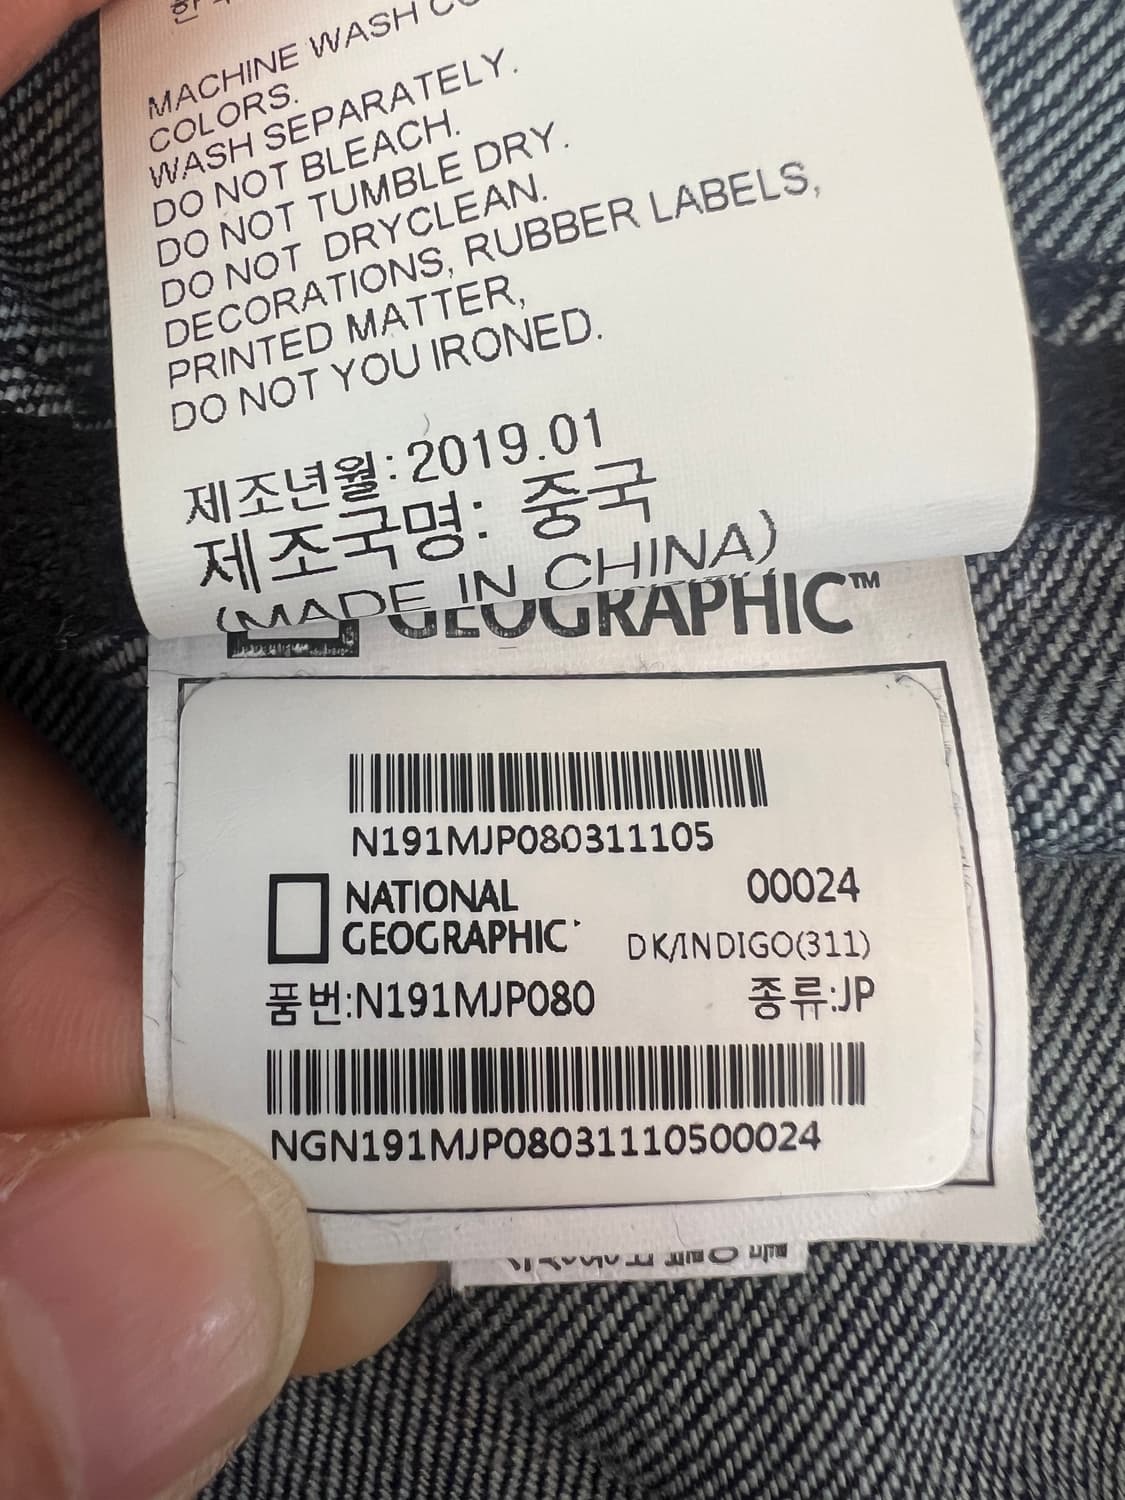 MACHINE WASH
COLORS.
WASH SEPARATELY.
DO NOT BLEACH.
DO NOT TUMBLE DRY.
DO NOT DRYCLEAN.
DECORATIONS, RUBBER LABELS,
PRINTED MATTER,
DO NOT YOU IRONED.
제조년월:2019.01
제조국명: 중국
(MADE IN CHINA)
GEOGRAPHIC™
N191MJP080311105
NATIONAL
GEOGRAPHIC
00024
DK/INDIGO(311)
품번:N191MJP080
종류:JP
NGN191MJP08031110500024